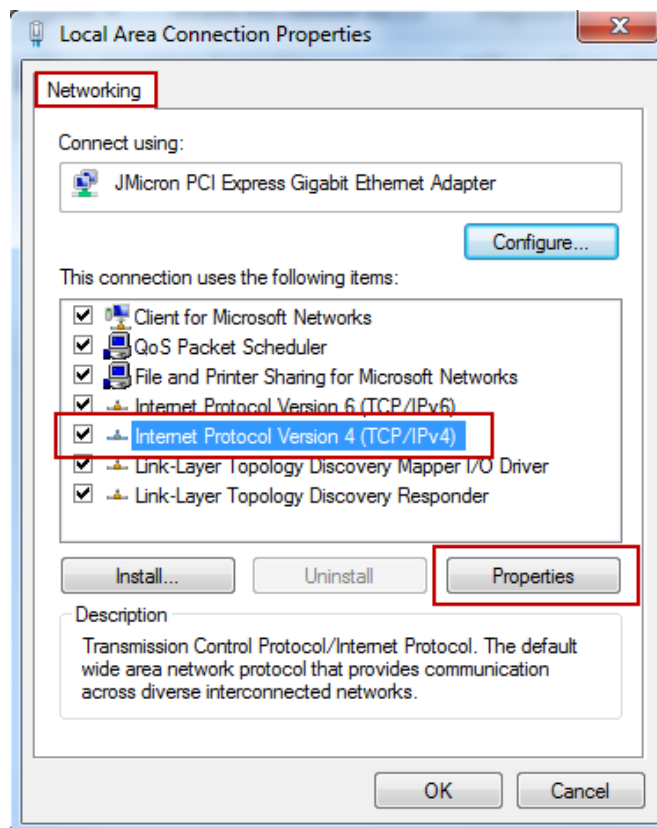 Local Area Connection Properties
Networking
Connect using:
JMicron PCI Express Gigabit Ethernet Adapter
Configure...
This connection uses the following items:
Client for Microsoft Networks
QoS Packet Scheduler
File and Printer Sharing for Microsoft Networks
Internet Protocol Version 6 (TCP/IPv6)
Internet Protocol Version 4 (TCP/IPv4)
Link-Layer Topology Discovery Mapper I/O Driver
Link-Layer Topology Discovery Responder
Install... Uninstall Properties
Description
Transmission Control Protocol/Internet Protocol. The default
wide area network protocol that provides communication
across diverse interconnected networks.
OK Cancel